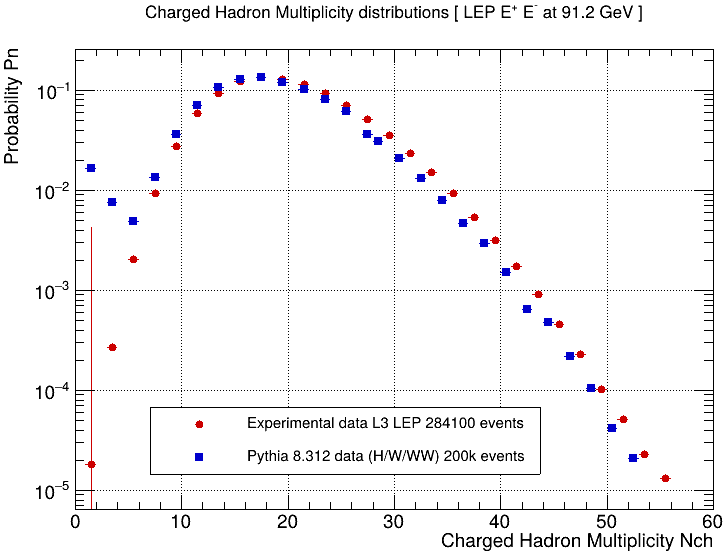 Charged Hadron Multiplicity distributions [ LEP E⁺ E⁻ at 91.2 GeV ]
Probability Pn
10⁻¹
10⁻²
10⁻³
10⁻⁴
10⁻⁵
Experimental data L3 LEP 284100 events
Pythia 8.312 data (H/W/WW) 200k events
0 10 20 30 40 50 60
Charged Hadron Multiplicity Nch